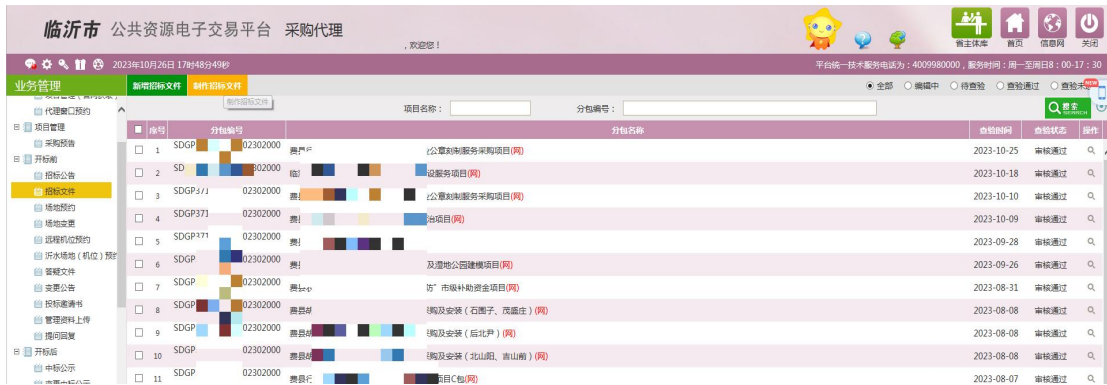 临沂市 公共资源电子交易平台 采购代理
，欢迎您！
省主体库 首页 信息网 关闭
2023年10月26日 17时48分49秒
平台统一技术服务电话为：4009980000，服务时间：周一至周日8：00-17：30
业务管理
新增招标文件 制作招标文件
全部 编辑中 待查验 查验通过 查验未
NEW
制作招标文件
项目名称： 分包编号：
搜索
SEARCH
代理窗口预约
项目管理
采购预告
开标前
招标公告
招标文件
场地预约
场地变更
远程机位预约
沂水场地（机位）预约
答疑文件
变更公告
投标邀请书
管理资料上传
提问回复
开标后
中标公示
序号 分包编号 分包名称 查验时间 查验状态 操作
1 SDGP 02302000 公章刻制服务采购项目(网) 2023-10-25 审核通过
2 SD 302000 设服务项目(网) 2023-10-18 审核通过
3 SDGP371 02302000 公章刻制服务采购项目(网) 2023-10-10 审核通过
4 SDGP371 02302000 治项目(网) 2023-10-09 审核通过
5 SDGP371 02302000 2023-09-28 审核通过
6 SDGP 02302000 及湿地公园建模项目(网) 2023-09-26 审核通过
7 SDGP 02302000 防”市级补助资金项目(网) 2023-08-31 审核通过
8 SDGP 02302000 费县 购及安装（石围子、茂盛庄）(网) 2023-08-08 审核通过
9 SDGP 02302000 费县 购及安装（后北尹）(网) 2023-08-08 审核通过
10 SDGP 02302000 费县 购及安装（北山阳、吉山前）(网) 2023-08-08 审核通过
11 SDGP 02302000 费县 项目C包(网) 2023-08-07 审核通过